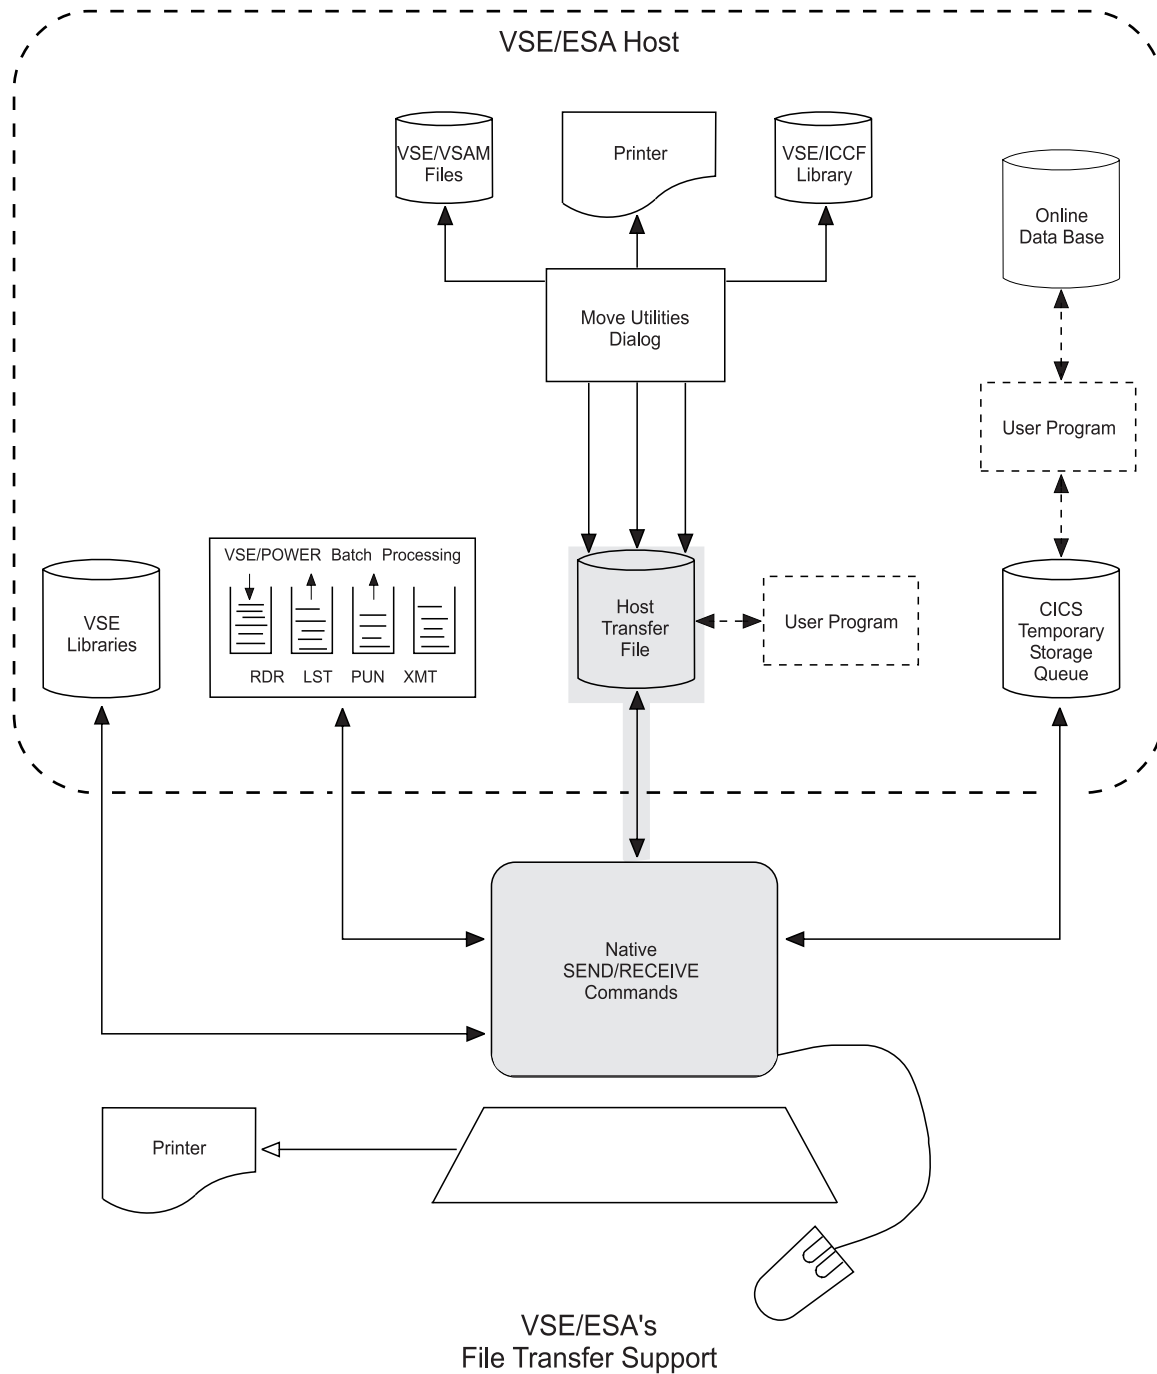 VSE/ESA Host
VSE/VSAM
Files
Printer
VSE/ICCF
Library
Online
Data Base
Move Utilities
Dialog
User Program
VSE/POWER Batch Processing
RDR LST PUN XMT
VSE
Libraries
Host
Transfer
File
User Program
CICS
Temporary
Storage
Queue
Native
SEND/RECEIVE
Commands
Printer
VSE/ESA's
File Transfer Support